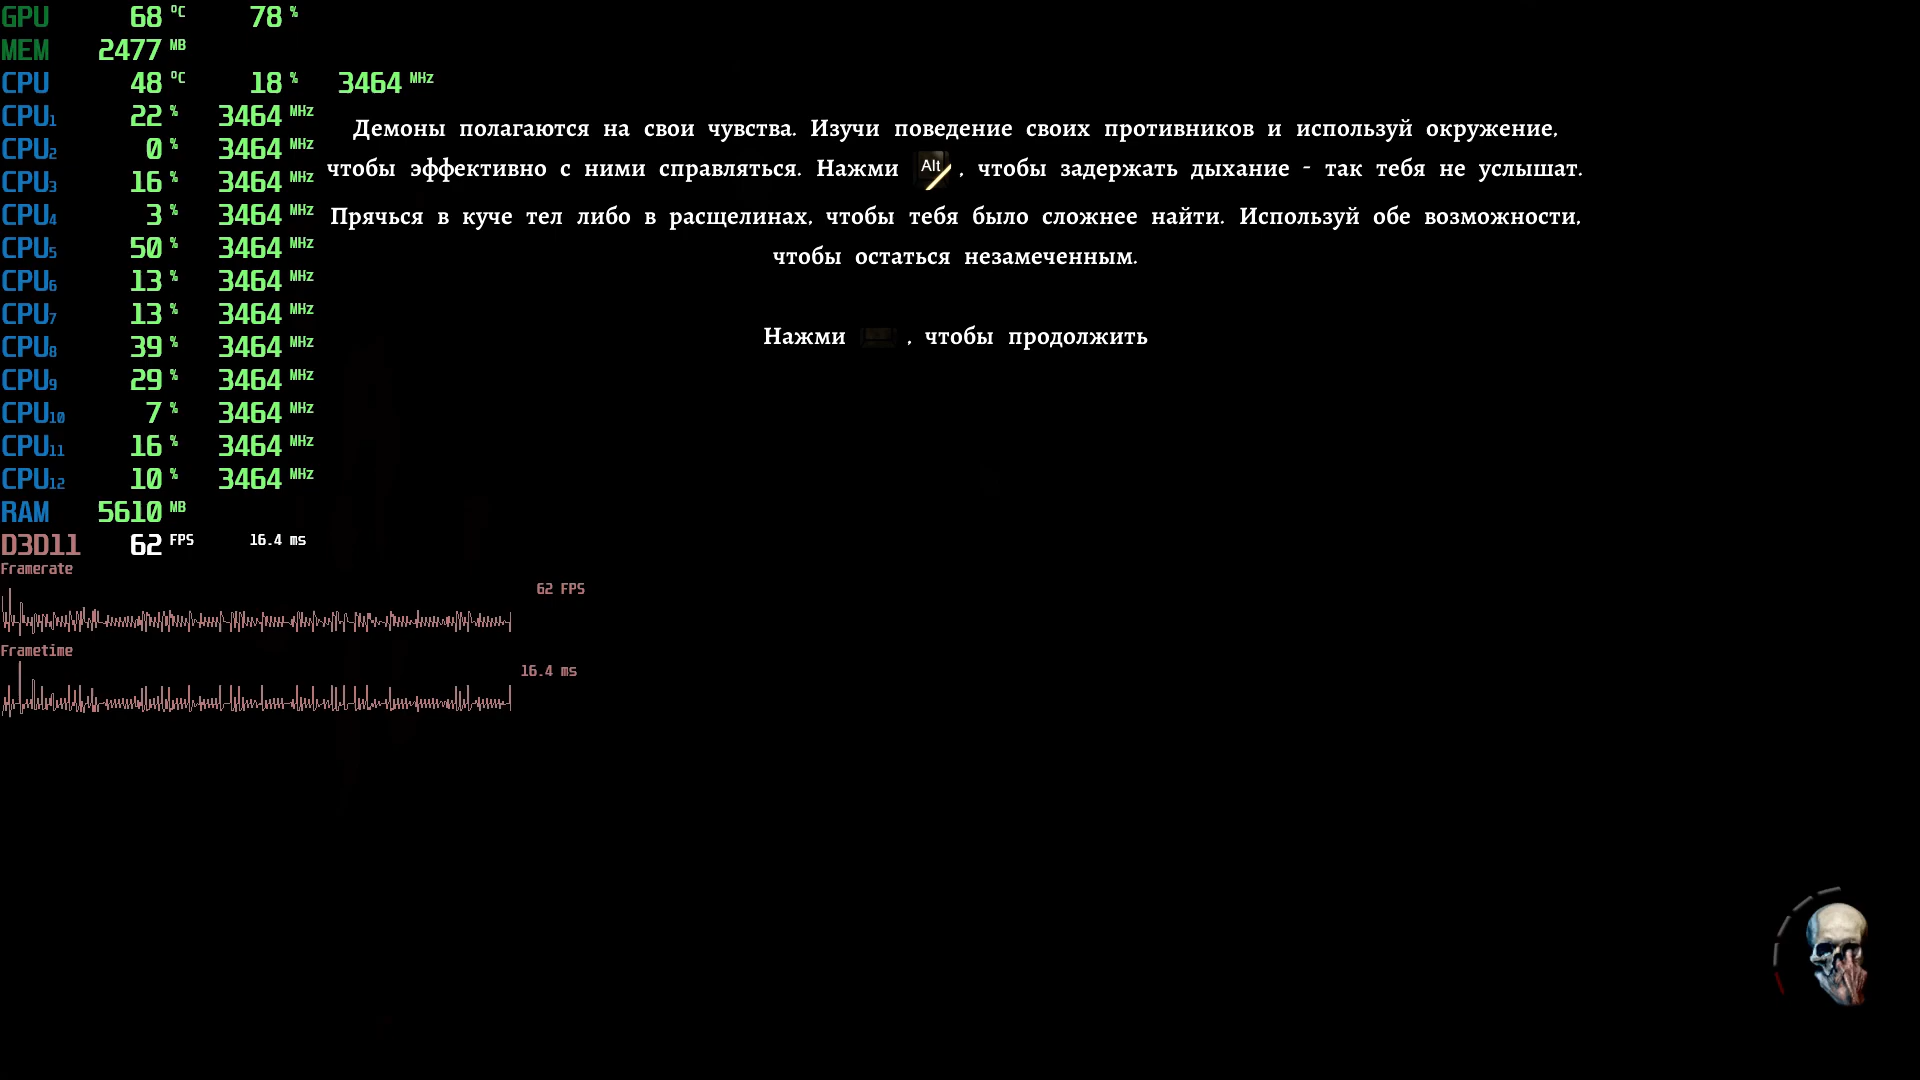 GPU 68 °C 78 %
MEM 2477 MB
CPU 48 °C 18 % 3464 MHz
CPU1 22 % 3464 MHz
CPU2 0 % 3464 MHz
CPU3 16 % 3464 MHz
CPU4 3 % 3464 MHz
CPU5 50 % 3464 MHz
CPU6 13 % 3464 MHz
CPU7 13 % 3464 MHz
CPU8 39 % 3464 MHz
CPU9 29 % 3464 MHz
CPU10 7 % 3464 MHz
CPU11 16 % 3464 MHz
CPU12 10 % 3464 MHz
RAM 5610 MB
D3D11 62 FPS 16.4 ms
Framerate
62 FPS
Frametime
16.4 ms
Демоны полагаются на свои чувства. Изучи поведение своих противников и используй окружение,
чтобы эффективно с ними справляться. Нажми Alt , чтобы задержать дыхание - так тебя не услышат.
Прячься в куче тел либо в расщелинах, чтобы тебя было сложнее найти. Используй обе возможности,
чтобы остаться незамеченным.
Нажми , чтобы продолжить